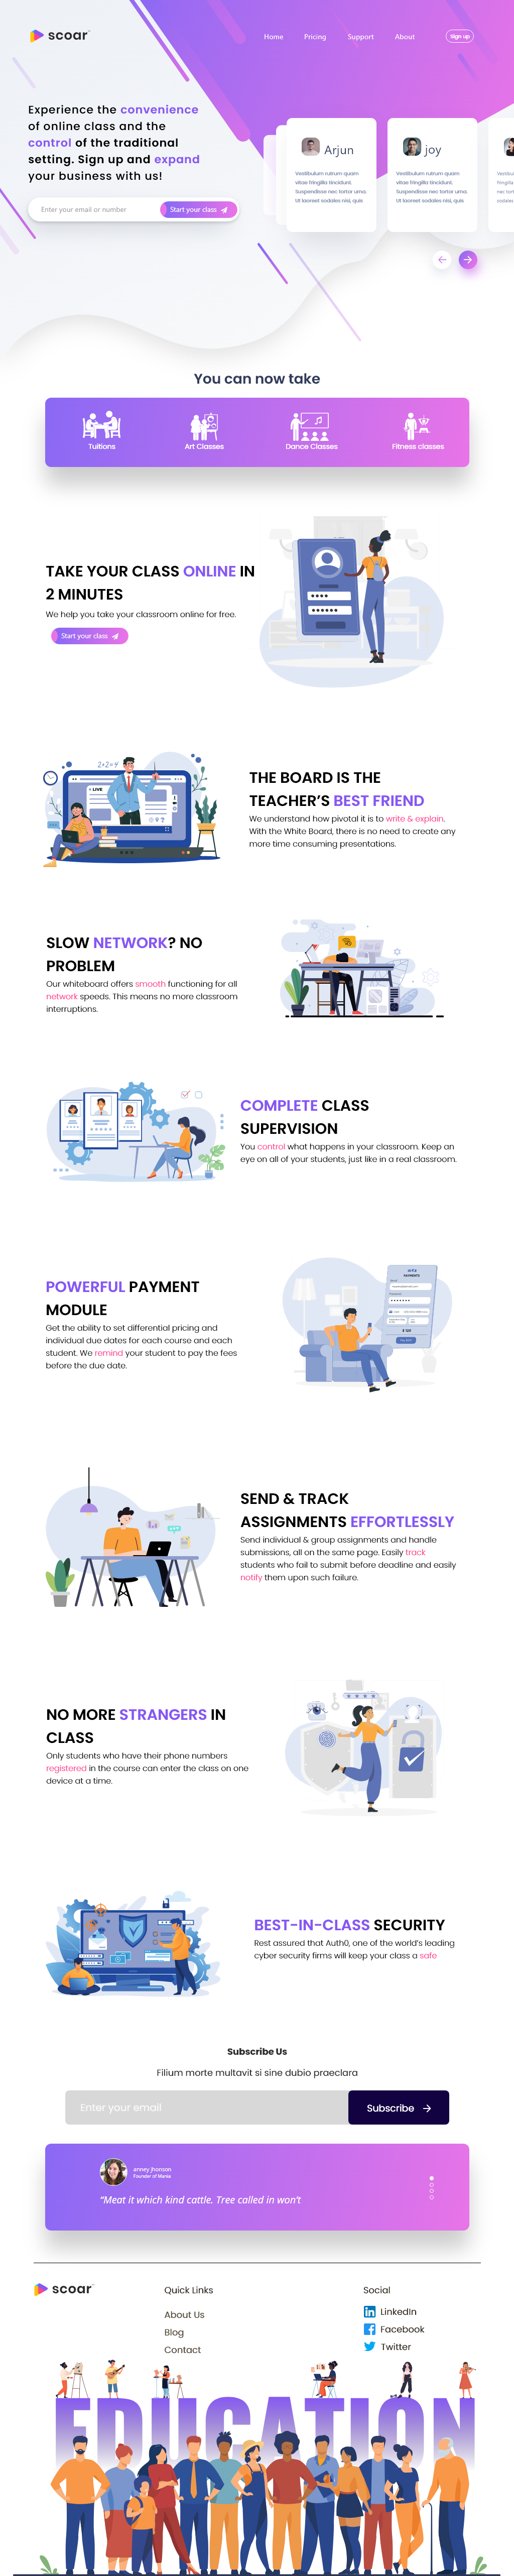 scoar
Home Pricing Support About Sign up
Experience the convenience
of online class and the
control of the traditional
setting. Sign up and expand
your business with us!
Enter your email or number
Start your class
Arjun
Vestibulum rutrum quam
vitae fringilla tincidunt.
Suspendisse nec tortor urna.
Ut laoreet sodales nisi, quis
joy
Vestibulum rutrum quam
vitae fringilla tincidunt.
Suspendisse nec tortor urna.
Ut laoreet sodales nisi, quis
You can now take
Tuitions
Art Classes
Dance Classes
Fitness classes
TAKE YOUR CLASS ONLINE IN
2 MINUTES
We help you take your classroom online for free.
Start your class
2+2=4
LIVE
THE BOARD IS THE
TEACHER'S BEST FRIEND
We understand how pivotal it is to write & explain.
With the White Board, there is no need to create any
more time consuming presentations.
SLOW NETWORK? NO
PROBLEM
Our whiteboard offers smooth functioning for all
network speeds. This means no more classroom
interruptions.
COMPLETE CLASS
SUPERVISION
You control what happens in your classroom. Keep an
eye on all of your students, just like in a real classroom.
POWERFUL PAYMENT
MODULE
Get the ability to set differential pricing and
individual due dates for each course and each
student. We remind your student to pay the fees
before the due date.
PAYMENTS
SEND & TRACK
ASSIGNMENTS EFFORTLESSLY
Send individual & group assignments and handle
submissions, all on the same page. Easily track
students who fail to submit before deadline and easily
notify them upon such failure.
NO MORE STRANGERS IN
CLASS
Only students who have their phone numbers
registered in the course can enter the class on one
device at a time.
BEST-IN-CLASS SECURITY
Rest assured that Auth0, one of the world's leading
cyber security firms will keep your class a safe
Subscribe Us
Filium morte multavit si sine dubio praeclara
Enter your email
Subscribe
anney jhonson
Founder of Mania
“Meat it which kind cattle. Tree called in won't
scoar
Quick Links
About Us
Blog
Contact
Social
LinkedIn
Facebook
Twitter
EDUCATION